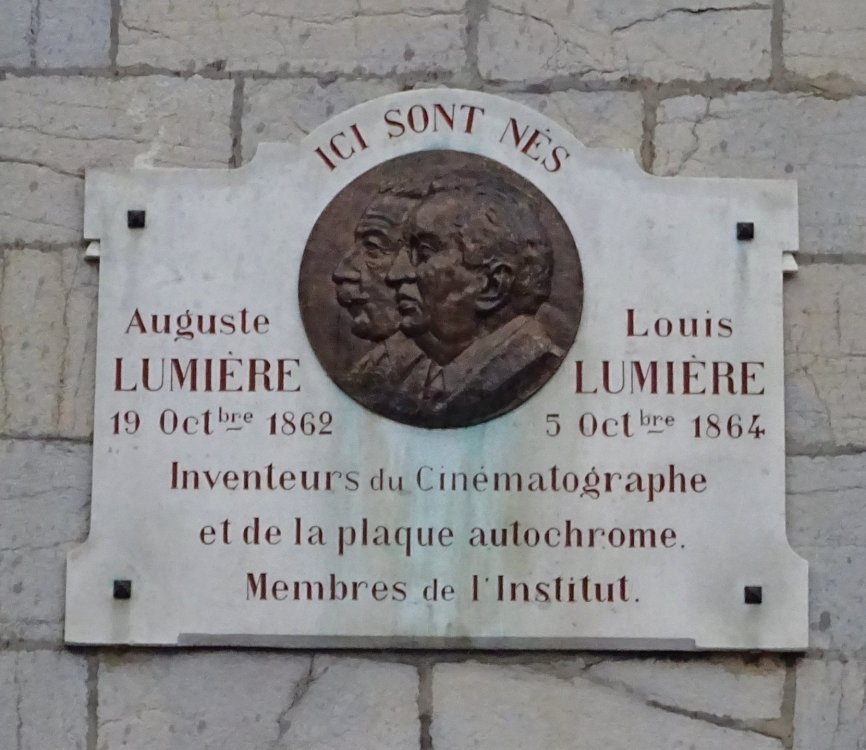 ICI SONT NÉS
Auguste
LUMIÈRE
19 Octbre 1862
Louis
LUMIÈRE
5 Octbre 1864
Inventeurs du Cinématographe
et de la plaque autochrome.
Membres de l'Institut.